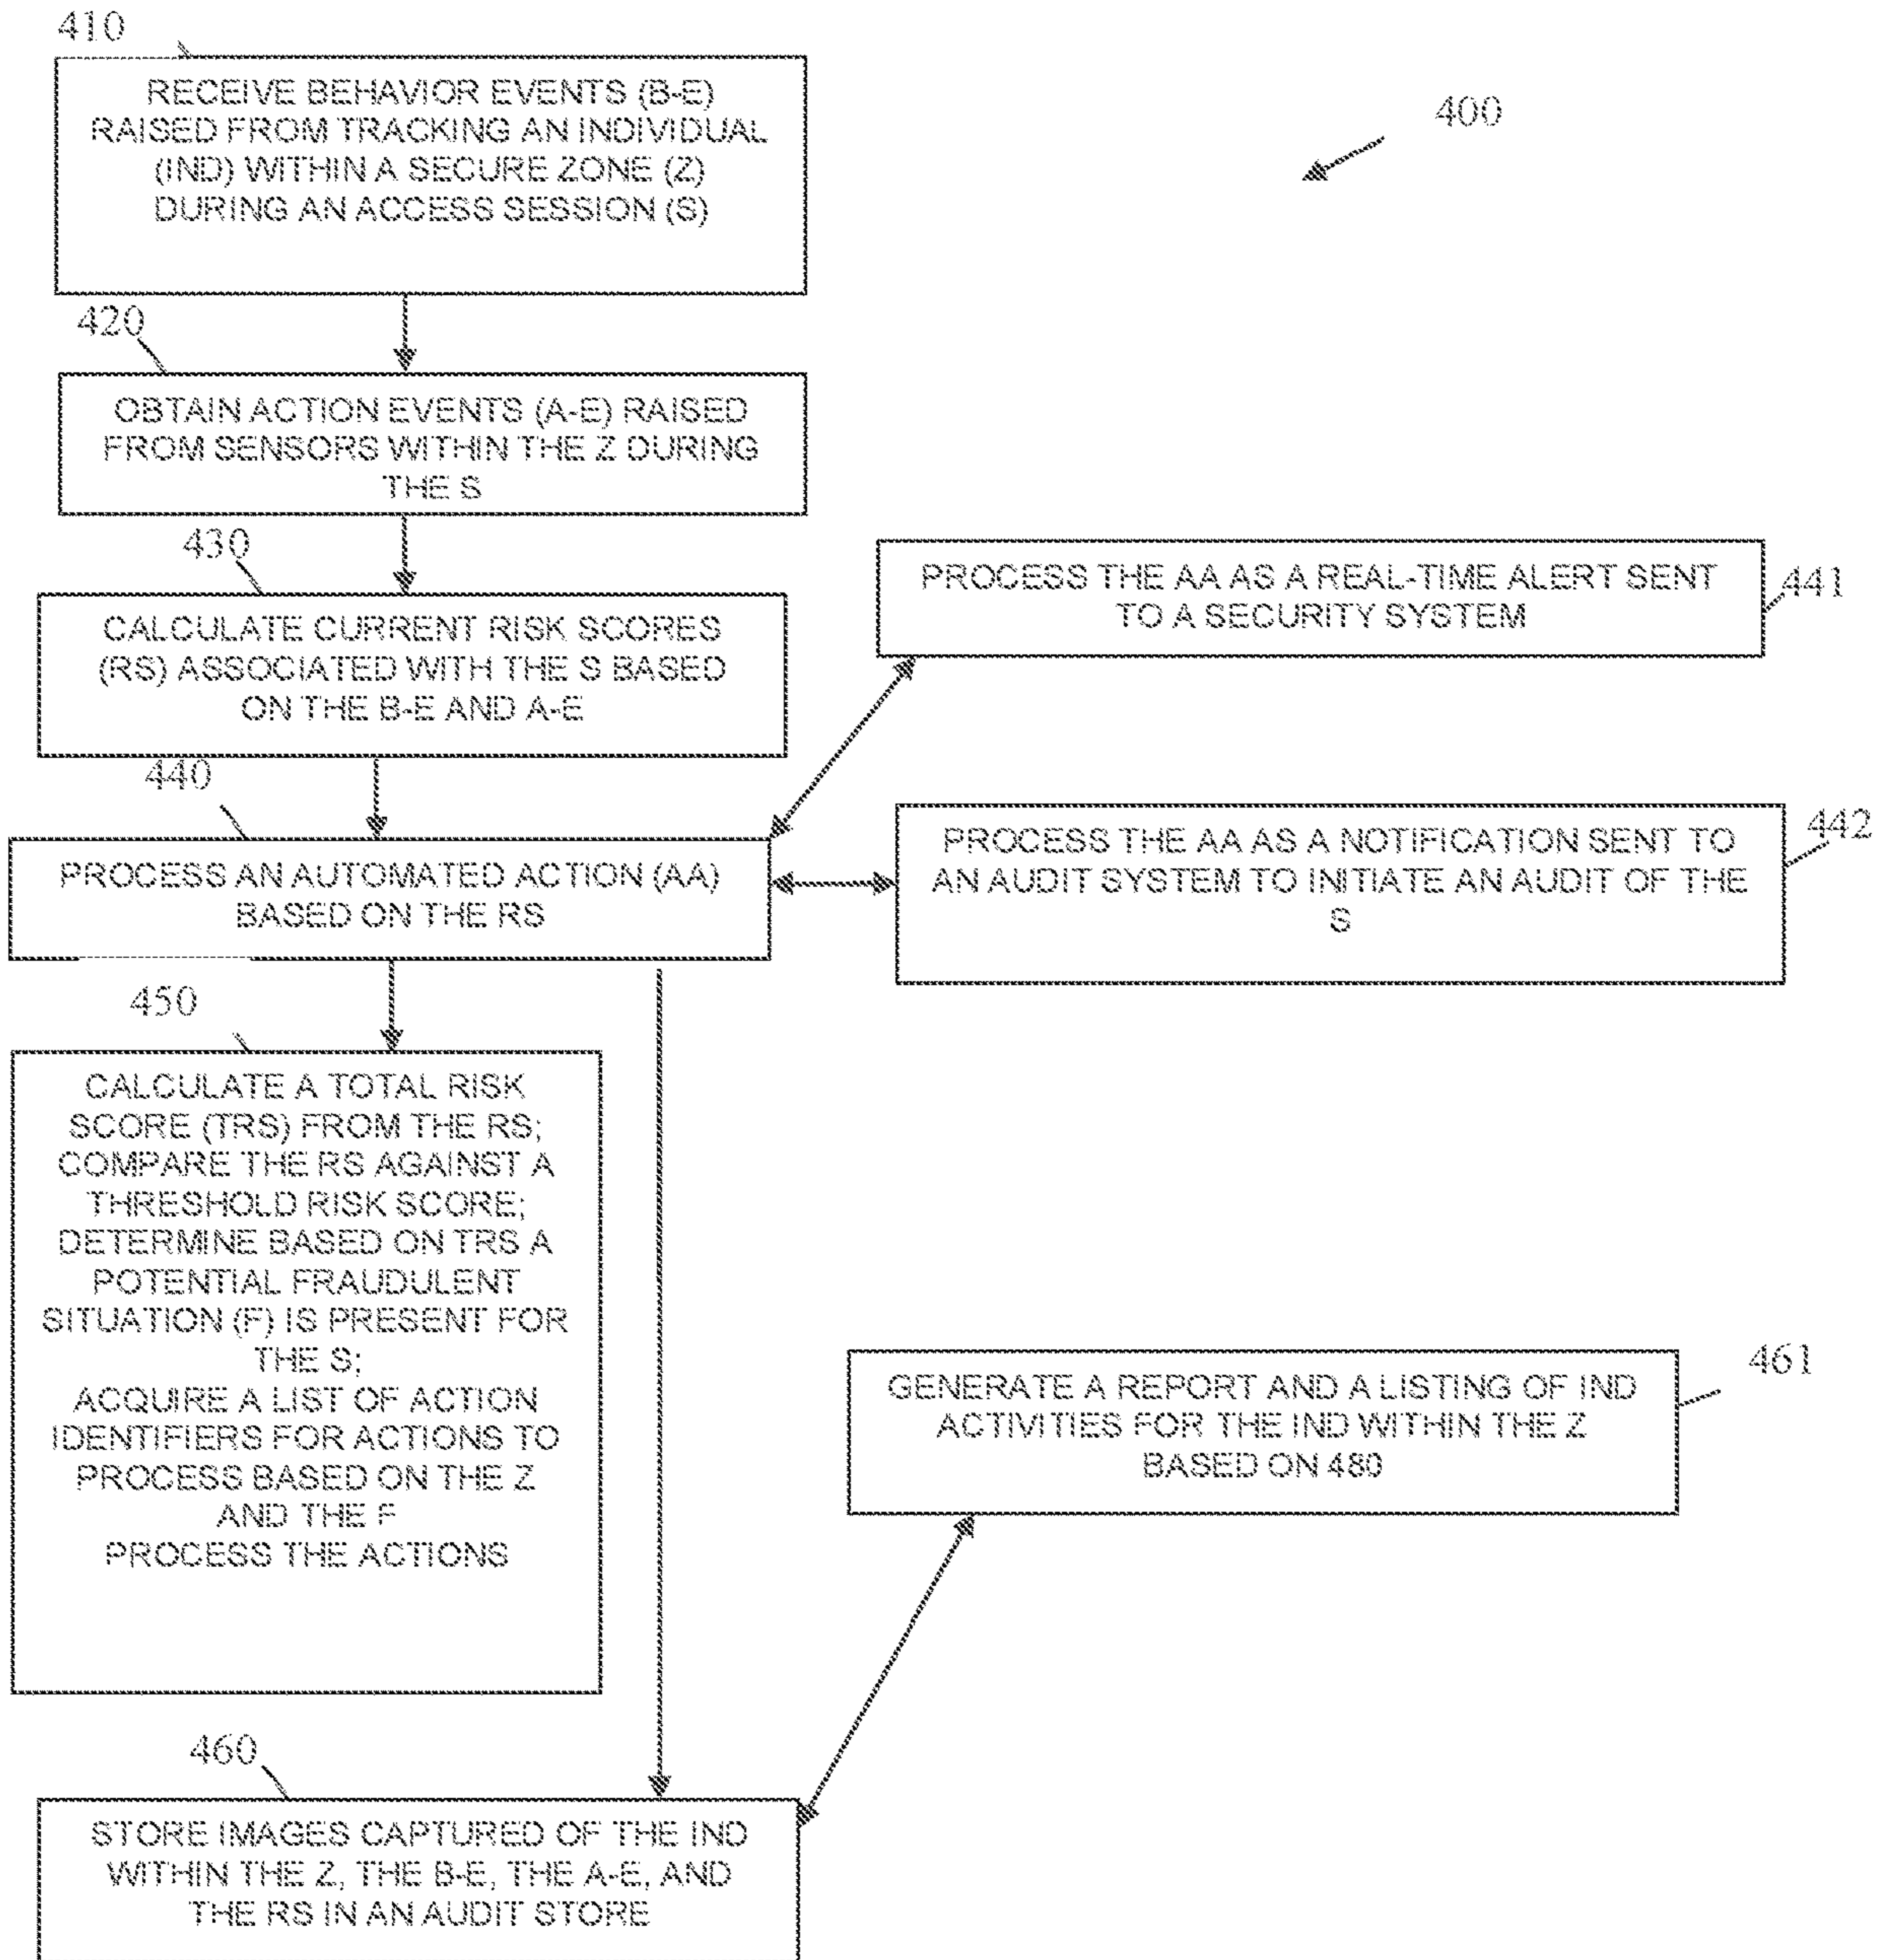 410
RECEIVE BEHAVIOR EVENTS (B-E)
RAISED FROM TRACKING AN INDIVIDUAL
(IND) WITHIN A SECURE ZONE (Z)
DURING AN ACCESS SESSION (S)
400
420
OBTAIN ACTION EVENTS (A-E) RAISED
FROM SENSORS WITHIN THE Z DURING
THE S
430
CALCULATE CURRENT RISK SCORES
(RS) ASSOCIATED WITH THE S BASED
ON THE B-E AND A-E
PROCESS THE AA AS A REAL-TIME ALERT SENT
TO A SECURITY SYSTEM
441
440
PROCESS AN AUTOMATED ACTION (AA)
BASED ON THE RS
PROCESS THE AA AS A NOTIFICATION SENT TO
AN AUDIT SYSTEM TO INITIATE AN AUDIT OF THE
S
442
450
CALCULATE A TOTAL RISK
SCORE (TRS) FROM THE RS;
COMPARE THE RS AGAINST A
THRESHOLD RISK SCORE;
DETERMINE BASED ON TRS A
POTENTIAL FRAUDULENT
SITUATION (F) IS PRESENT FOR
THE S;
ACQUIRE A LIST OF ACTION
IDENTIFIERS FOR ACTIONS TO
PROCESS BASED ON THE Z
AND THE F
PROCESS THE ACTIONS
GENERATE A REPORT AND A LISTING OF IND
ACTIVITIES FOR THE IND WITHIN THE Z
BASED ON 480
461
460
STORE IMAGES CAPTURED OF THE IND
WITHIN THE Z, THE B-E, THE A-E, AND
THE RS IN AN AUDIT STORE